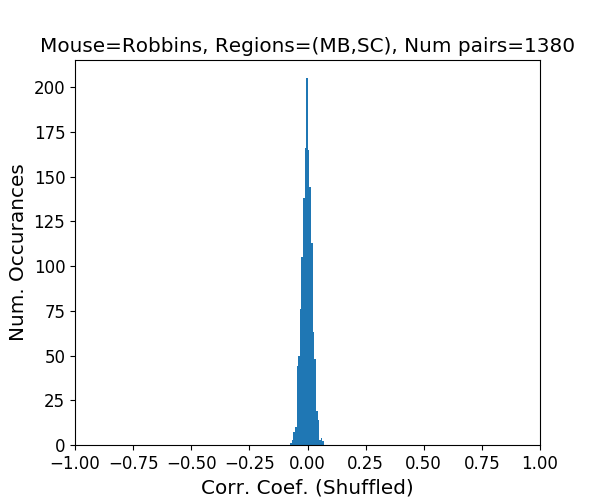 Mouse=Robbins, Regions=(MB,SC), Num pairs=1380
200
175
150
125
100
75
50
25
0
Num. Occurances
−1.00 −0.75 −0.50 −0.25 0.00 0.25 0.50 0.75 1.00
Corr. Coef. (Shuffled)